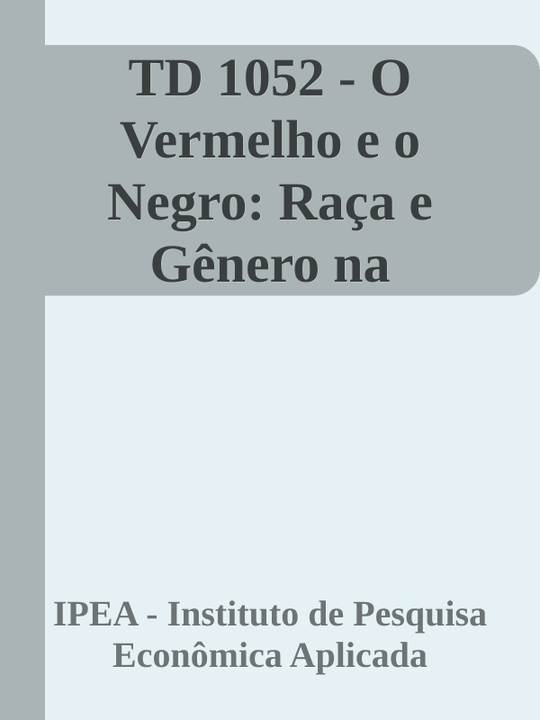 TD 1052 - O
Vermelho e o
Negro: Raça e
Gênero na
IPEA - Instituto de Pesquisa
Econômica Aplicada